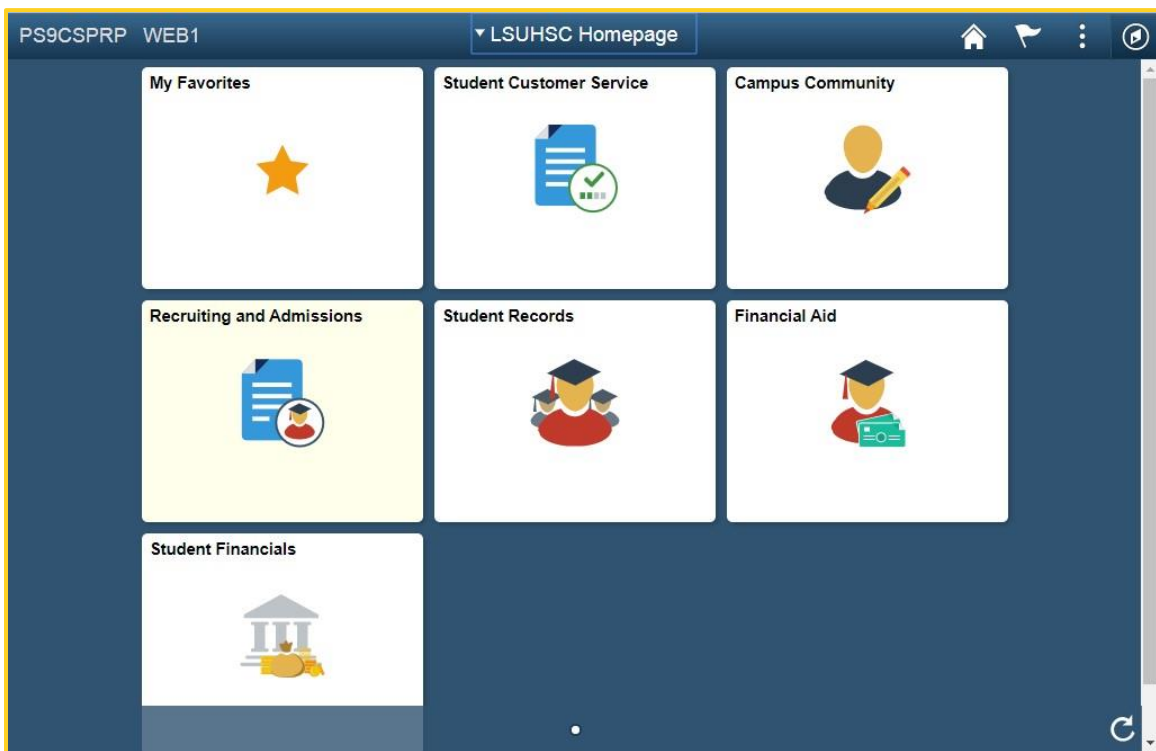 PS9CSPRP WEB1
LSUHSC Homepage
My Favorites
Student Customer Service
Campus Community
Recruiting and Admissions
Student Records
Financial Aid
Student Financials